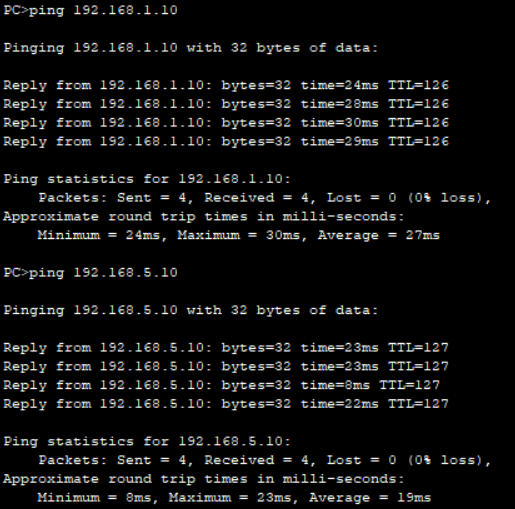 PC>ping 192.168.1.10
Pinging 192.168.1.10 with 32 bytes of data:
Reply from 192.168.1.10: bytes=32 time=24ms TTL=126
Reply from 192.168.1.10: bytes=32 time=28ms TTL=126
Reply from 192.168.1.10: bytes=32 time=30ms TTL=126
Reply from 192.168.1.10: bytes=32 time=29ms TTL=126
Ping statistics for 192.168.1.10:
Packets: Sent = 4, Received = 4, Lost = 0 (0% loss),
Approximate round trip times in milli-seconds:
Minimum = 24ms, Maximum = 30ms, Average = 27ms
PC>ping 192.168.5.10
Pinging 192.168.5.10 with 32 bytes of data:
Reply from 192.168.5.10: bytes=32 time=23ms TTL=127
Reply from 192.168.5.10: bytes=32 time=23ms TTL=127
Reply from 192.168.5.10: bytes=32 time=8ms TTL=127
Reply from 192.168.5.10: bytes=32 time=22ms TTL=127
Ping statistics for 192.168.5.10:
Packets: Sent = 4, Received = 4, Lost = 0 (0% loss),
Approximate round trip times in milli-seconds:
Minimum = 8ms, Maximum = 23ms, Average = 19ms